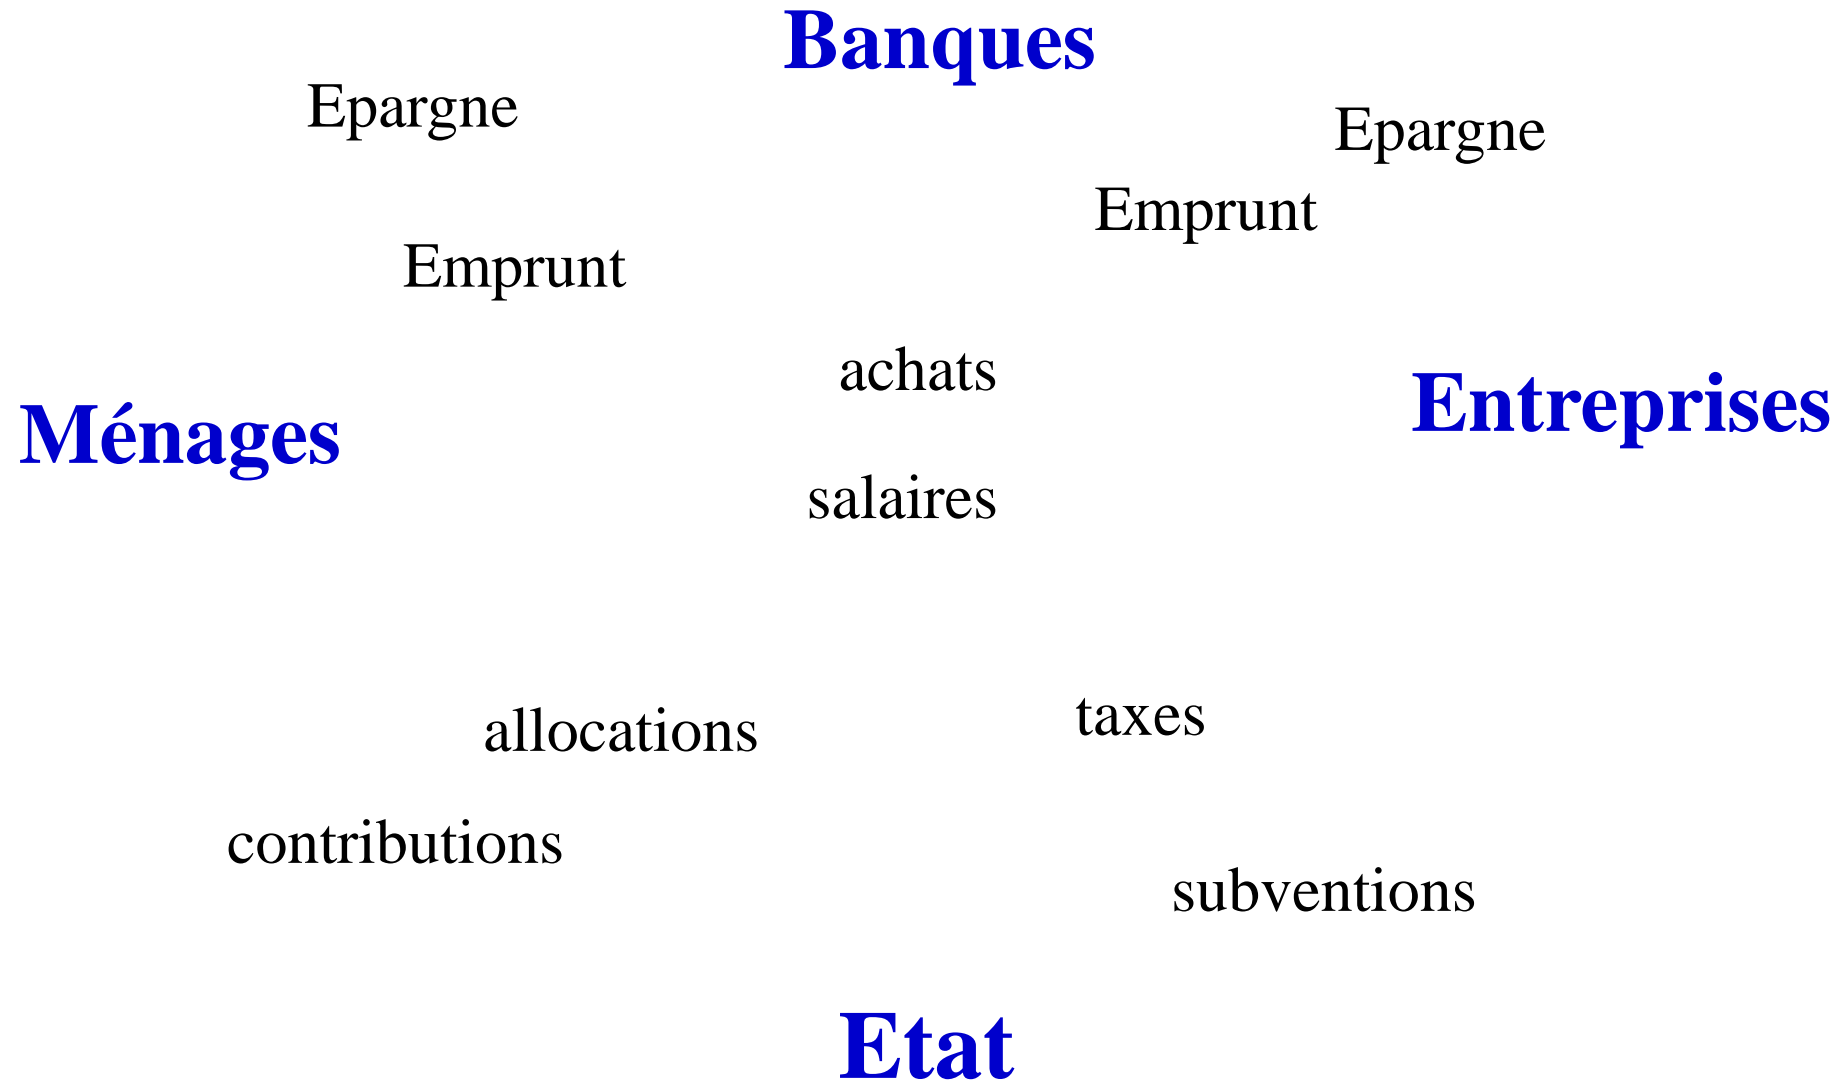 Banques
Epargne
Epargne
Emprunt
Emprunt
achats
Entreprises
Ménages
salaires
allocations
taxes
contributions
subventions
Etat